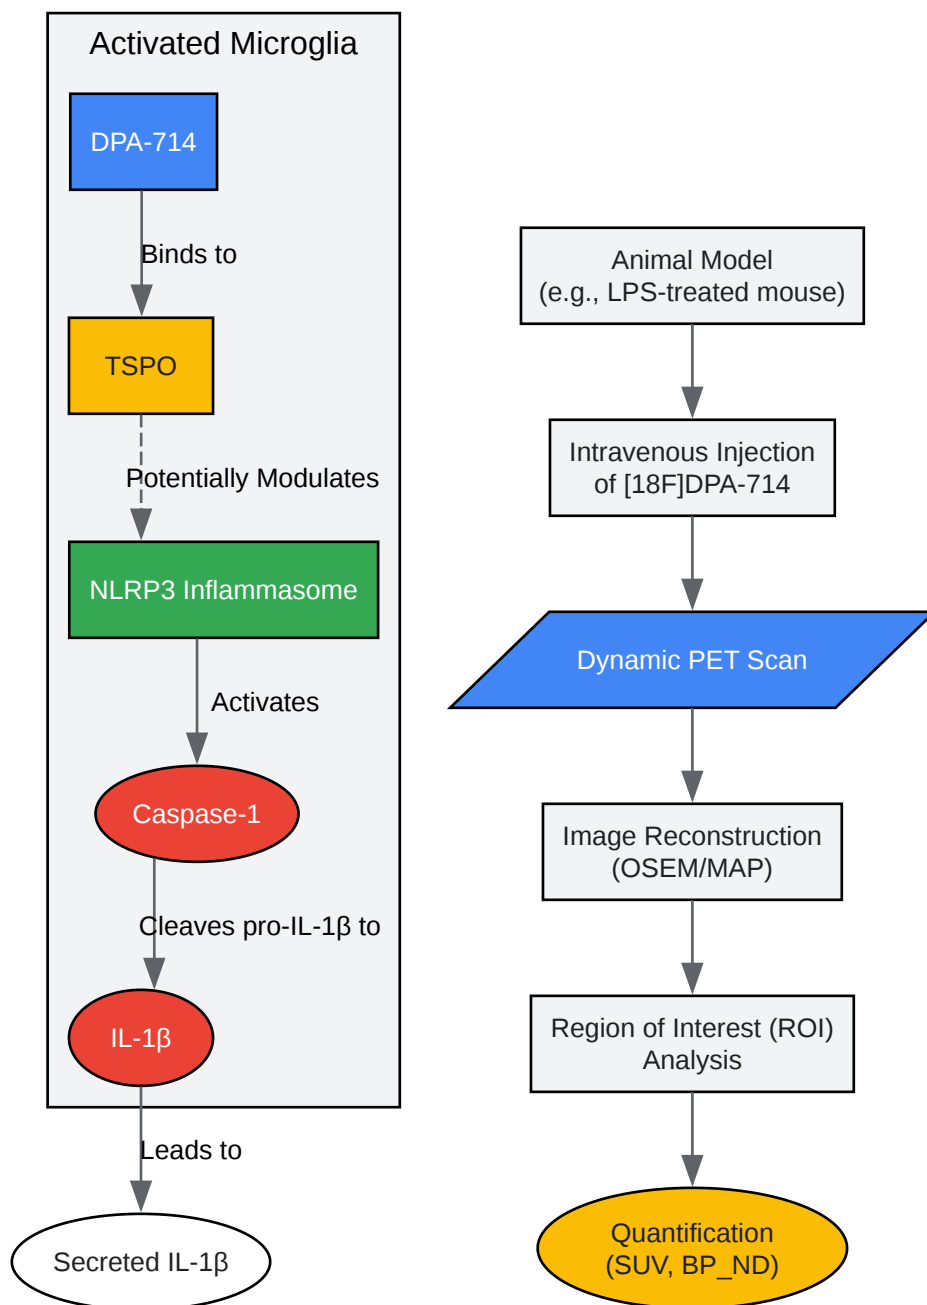 Activated Microglia
DPA-714
Binds to
TSPO
Potentially Modulates
NLRP3 Inflammasome
Activates
Caspase-1
Cleaves pro-IL-1β to
IL-1β
Leads to
Secreted IL-1β
Animal Model
(e.g., LPS-treated mouse)
Intravenous Injection
of [18F]DPA-714
Dynamic PET Scan
Image Reconstruction
(OSEM/MAP)
Region of Interest (ROI)
Analysis
Quantification
(SUV, BP_ND)